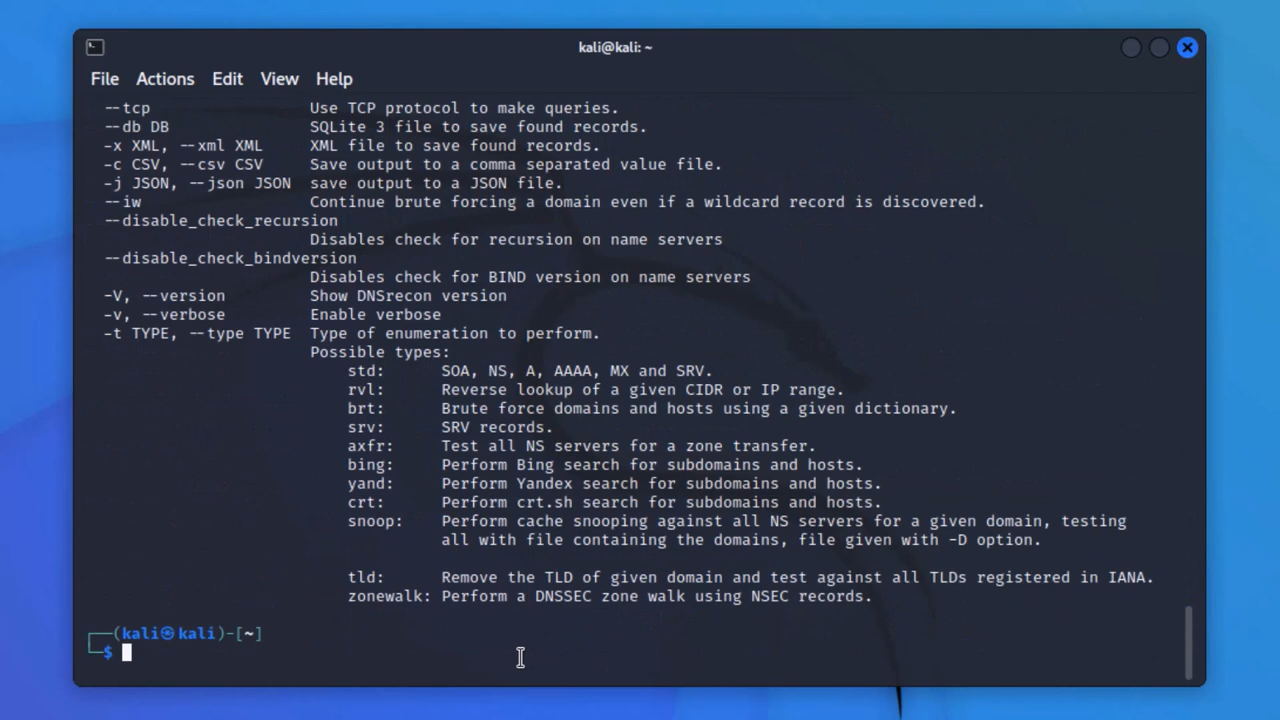 kali@kali: ~
File Actions Edit View Help
--tcp Use TCP protocol to make queries.
--db DB SQLite 3 file to save found records.
-x XML, --xml XML XML file to save found records.
-c CSV, --csv CSV Save output to a comma separated value file.
-j JSON, --json JSON save output to a JSON file.
--iw Continue brute forcing a domain even if a wildcard record is discovered.
--disable_check_recursion
Disables check for recursion on name servers
--disable_check_bindversion
Disables check for BIND version on name servers
-V, --version Show DNSrecon version
-v, --verbose Enable verbose
-t TYPE, --type TYPE Type of enumeration to perform.
Possible types:
std: SOA, NS, A, AAAA, MX and SRV.
rvl: Reverse lookup of a given CIDR or IP range.
brt: Brute force domains and hosts using a given dictionary.
srv: SRV records.
axfr: Test all NS servers for a zone transfer.
bing: Perform Bing search for subdomains and hosts.
yand: Perform Yandex search for subdomains and hosts.
crt: Perform crt.sh search for subdomains and hosts.
snoop: Perform cache snooping against all NS servers for a given domain, testing
all with file containing the domains, file given with -D option.
tld: Remove the TLD of given domain and test against all TLDs registered in IANA.
zonewalk: Perform a DNSSEC zone walk using NSEC records.
┌──(kali㉿kali)-[~]
└─$